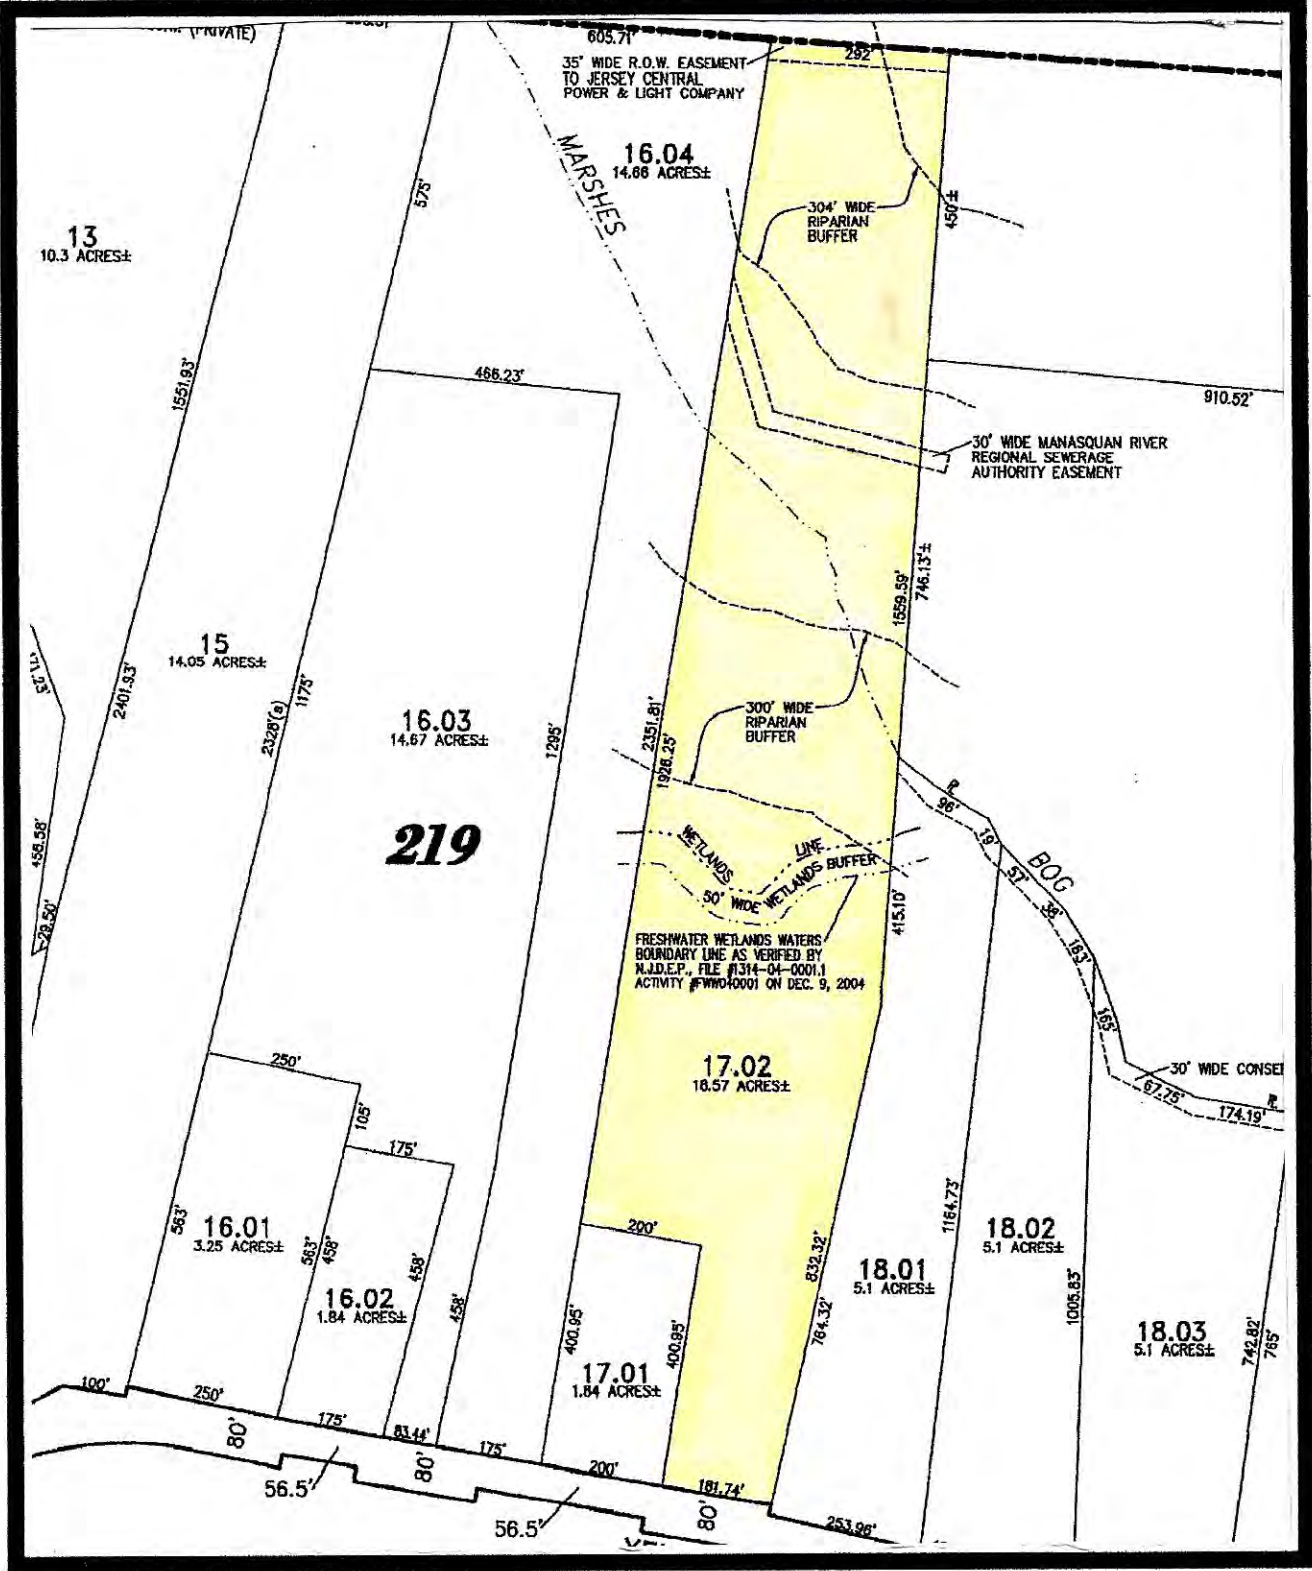 (PRIVATE)
605.71'
292'
35' WIDE R.O.W. EASEMENT
TO JERSEY CENTRAL
POWER & LIGHT COMPANY
MARSHES
16.04
14.66 ACRES±
575'
304' WIDE
RIPARIAN
BUFFER
450'±
13
10.3 ACRES±
1551.93'
466.23'
910.52'
30' WIDE MANASQUAN RIVER
REGIONAL SEWERAGE
AUTHORITY EASEMENT
1559.59'
746.13'±
15
14.05 ACRES±
2401.93'
2328'(a)
1175'
16.03
14.67 ACRES±
1295'
2351.81'
1926.25'
300' WIDE
RIPARIAN
BUFFER
219
458.58'
29.50'
WETLANDS LINE
50' WIDE WETLANDS BUFFER
415.10'
℞
96'
19'
BOG
57'
38'
163'
165'
FRESHWATER WETLANDS WATERS
BOUNDARY LINE AS VERIFIED BY
N.J.D.E.P., FILE #1314-04-0001.1
ACTIVITY #FWW040001 ON DEC. 9, 2004
17.02
18.57 ACRES±
30' WIDE
67.75'
174.19'
250'
105'
175'
563'
16.01
3.25 ACRES±
563'
458'
16.02
1.84 ACRES±
458'
458'
200'
400.95'
17.01
1.84 ACRES±
400.95'
832.32'
764.32'
18.01
5.1 ACRES±
1164.73'
18.02
5.1 ACRES±
1005.83'
18.03
5.1 ACRES±
742.82'
765'
100'
250'
175'
83.44'
175'
200'
181.74'
253.96'
80'
56.5'
80'
56.5'
80'